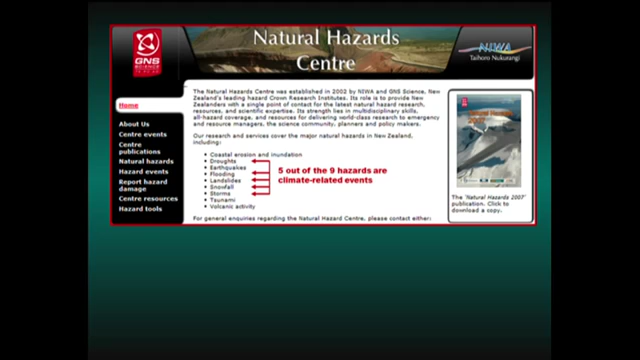 GNS
SCIENCE
Natural Hazards
Centre
NIWA
Taihoro Nukurangi
Home
About Us
Centre events
Centre
publications
Natural hazards
Hazard events
Report hazard
damage
Centre resources
Hazard tools
The Natural Hazards Centre was established in 2002 by NIWA and GNS Science, New
Zealand's leading hazard Crown Research Institutes. Its role is to provide New
Zealanders with a single point of contact for the latest natural hazard research,
resources, and scientific expertise. Its strength lies in multidisciplinary skills,
all-hazard coverage, and resources for delivering world-class research to emergency
and resource managers, the science community, planners and policy makers.
Our research and services cover the major natural hazards in New Zealand,
including:
• Coastal erosion and inundation
• Droughts
• Earthquakes
• Flooding
• Landslides
• Snowfall
• Storms
• Tsunami
• Volcanic activity
5 out of the 9 hazards are
climate-related events
For general enquires regarding the Natural Hazard Centre, please contact either:
Natural Hazards
2007
The 'Natural Hazards 2007'
publication. Click to
download a copy.